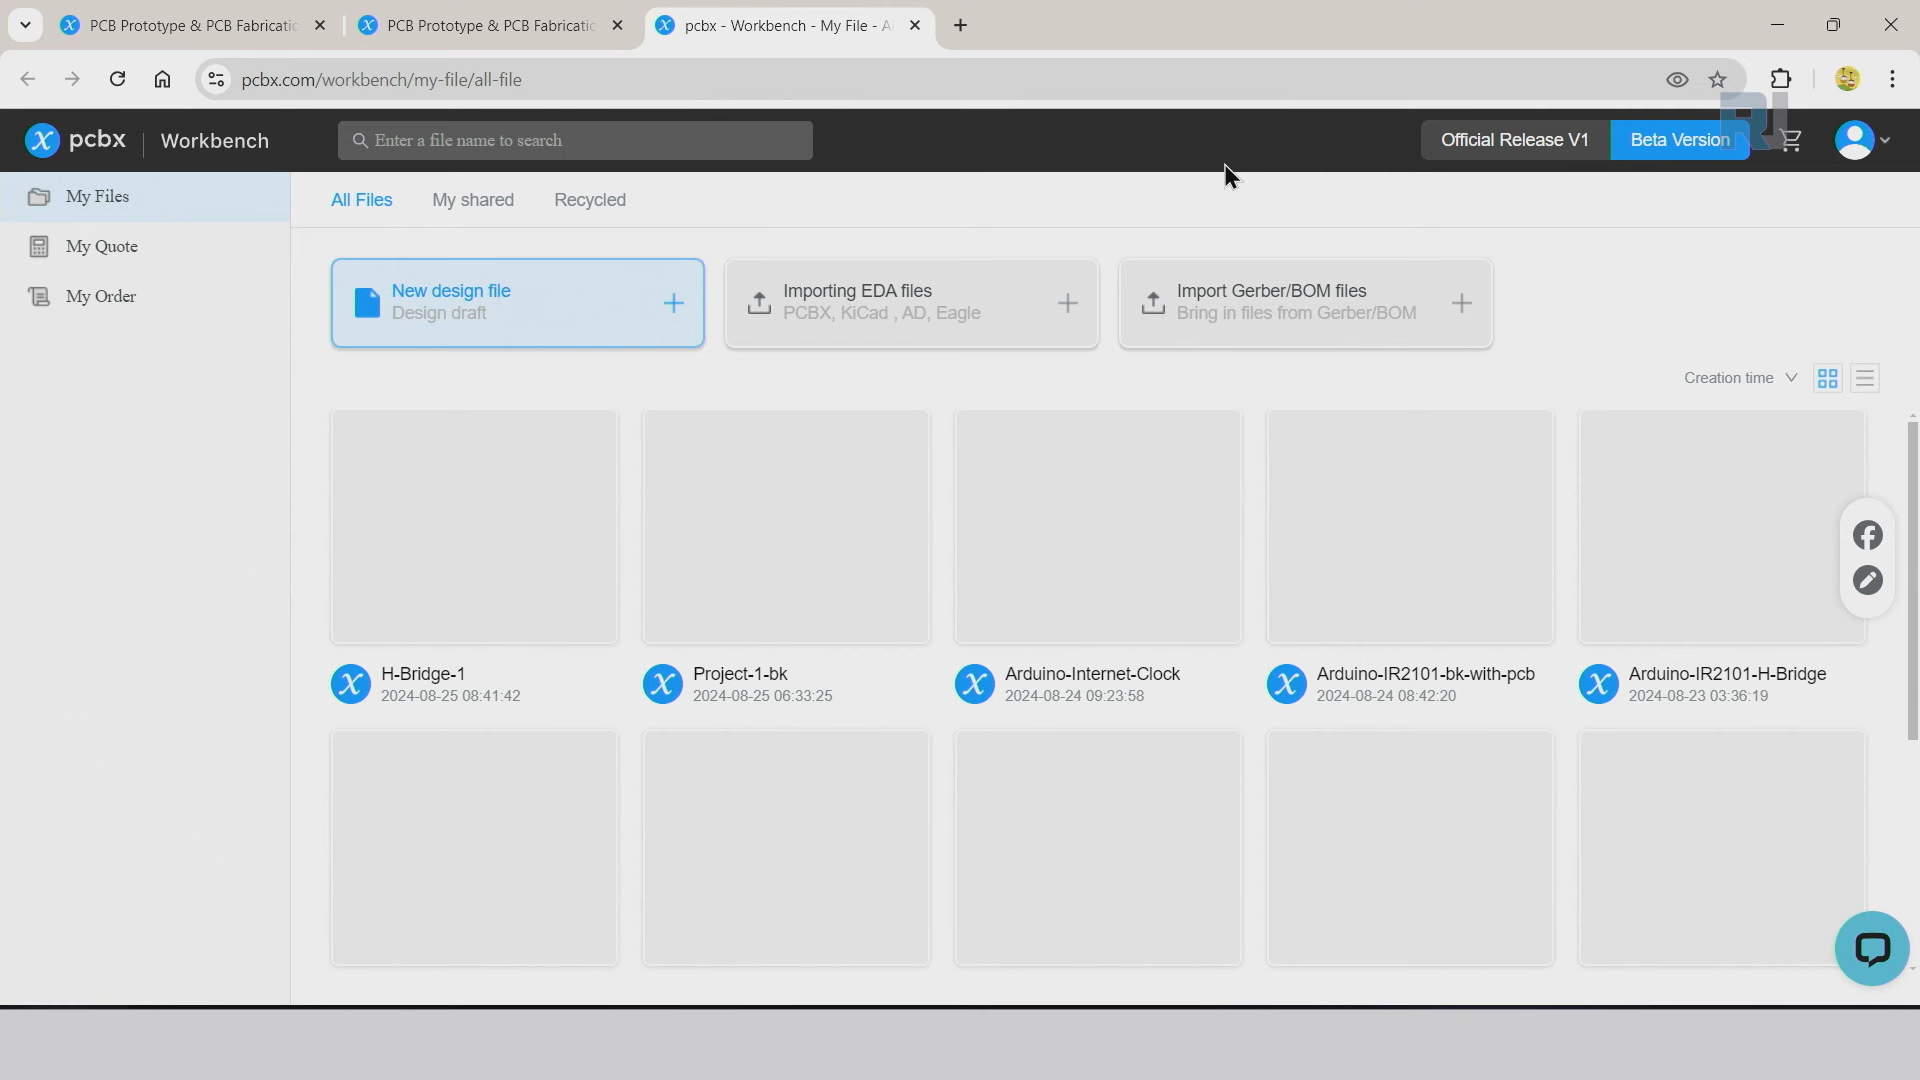 PCB Prototype & PCB Fabricatic
PCB Prototype & PCB Fabricatic
pcbx - Workbench - My File - Al
pcbx.com/workbench/my-file/all-file
pcbx
Workbench
Enter a file name to search
Official Release V1
Beta Version
RJ
My Files
My Quote
My Order
All Files
My shared
Recycled
New design file
Design draft
Importing EDA files
PCBX, KiCad , AD, Eagle
Import Gerber/BOM files
Bring in files from Gerber/BOM
Creation time
H-Bridge-1
2024-08-25 08:41:42
Project-1-bk
2024-08-25 06:33:25
Arduino-Internet-Clock
2024-08-24 09:23:58
Arduino-IR2101-bk-with-pcb
2024-08-24 08:42:20
Arduino-IR2101-H-Bridge
2024-08-23 03:36:19